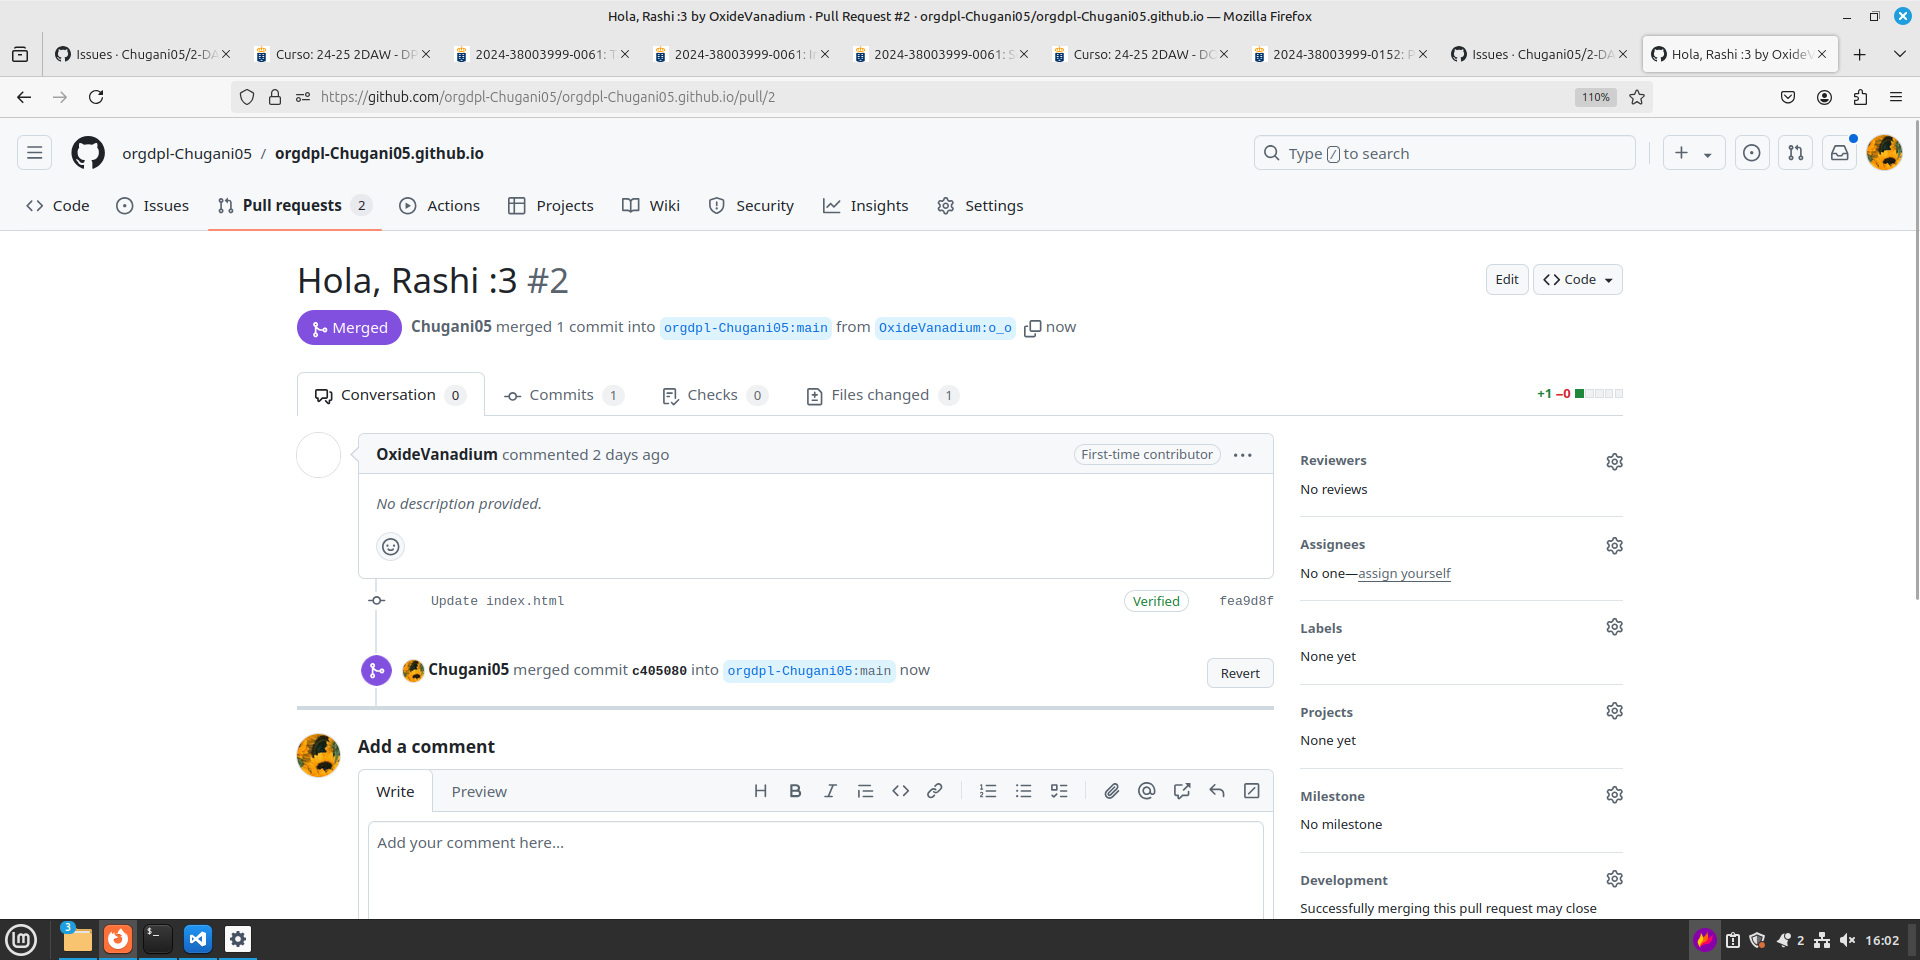 Hola, Rashi :3 by OxideVanadium · Pull Request #2 · orgdpl-Chugani05/orgdpl-Chugani05.github.io — Mozilla Firefox
Issues · Chugani05/2-DA
Curso: 24-25 2DAW - DP
2024-38003999-0061: T
2024-38003999-0061: I
2024-38003999-0061: S
Curso: 24-25 2DAW - DO
2024-38003999-0152: P
Issues · Chugani05/2-DA
Hola, Rashi :3 by OxideV
https://github.com/orgdpl-Chugani05/orgdpl-Chugani05.github.io/pull/2
110%
orgdpl-Chugani05 / orgdpl-Chugani05.github.io
Type / to search
Code
Issues
Pull requests 2
Actions
Projects
Wiki
Security
Insights
Settings
Hola, Rashi :3 #2
Edit
Code
Merged
Chugani05 merged 1 commit into orgdpl-Chugani05:main from OxideVanadium:o_o now
Conversation 0
Commits 1
Checks 0
Files changed 1
+1 −0
OxideVanadium commented 2 days ago
First-time contributor
No description provided.
Update index.html
Verified
fea9d8f
Chugani05 merged commit c405080 into orgdpl-Chugani05:main now
Revert
Add a comment
Write
Preview
Add your comment here...
Reviewers
No reviews
Assignees
No one—assign yourself
Labels
None yet
Projects
None yet
Milestone
No milestone
Development
Successfully merging this pull request may close
3
2
16:02